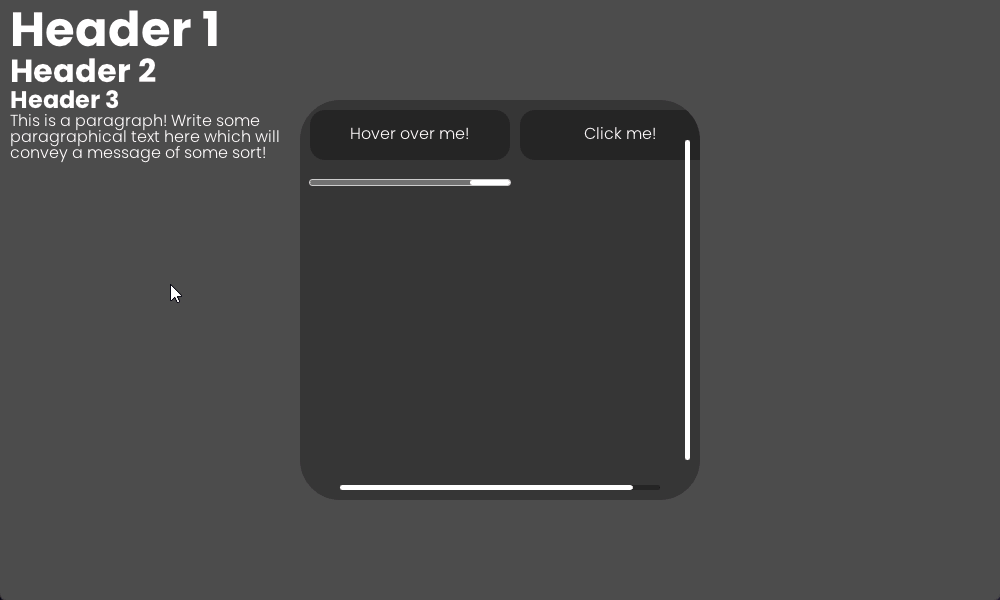 Header 1
Header 2
Header 3
This is a paragraph! Write some
paragraphical text here which will
convey a message of some sort!
Hover over me!
Click me!